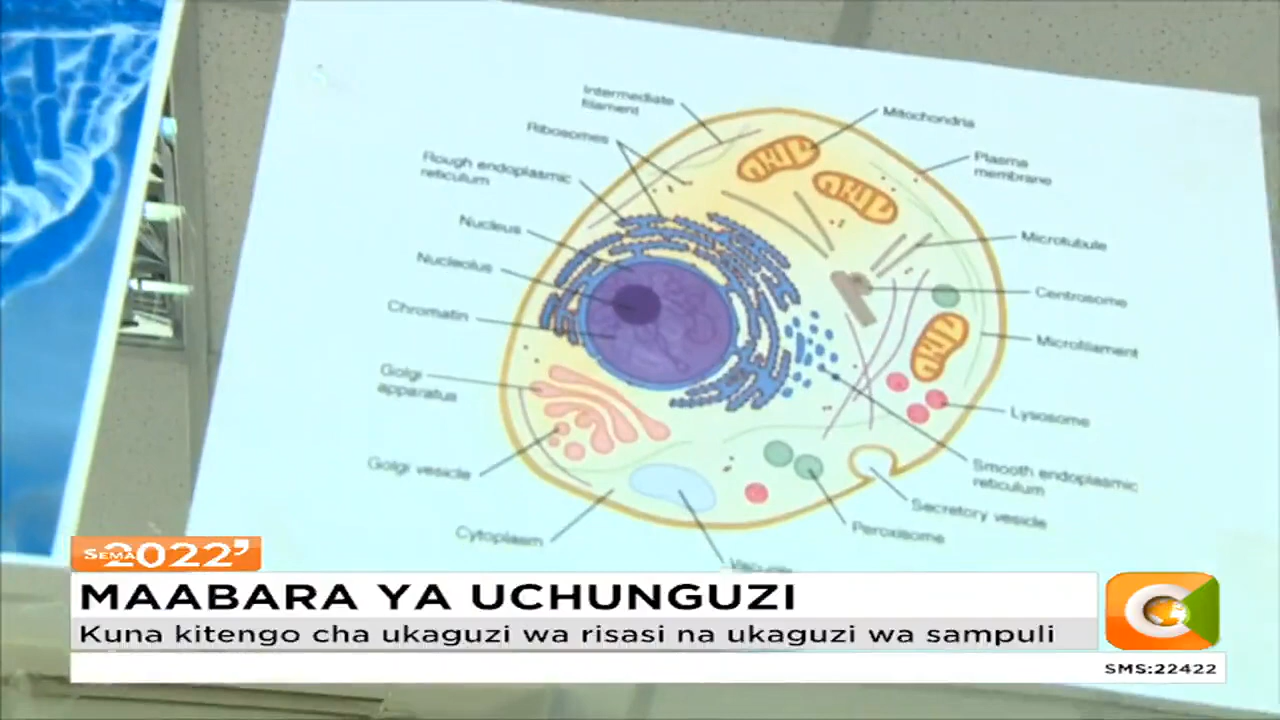 Intermediate
filament
Mitochondria
Ribosomes
Plasma
membrane
Rough endoplasmic
reticulum
Nucleus
Microtubule
Nucleolus
Centrosome
Chromatin
Microfilament
Golgi
apparatus
Lysosome
Golgi vesicle
Smooth endoplasmic
reticulum
Secretory vesicle
Cytoplasm
Peroxisome
Vacuole
SEMA 2022’
MAABARA YA UCHUNGUZI
Kuna kitengo cha ukaguzi wa risasi na ukaguzi wa sampuli
C
SMS:22422